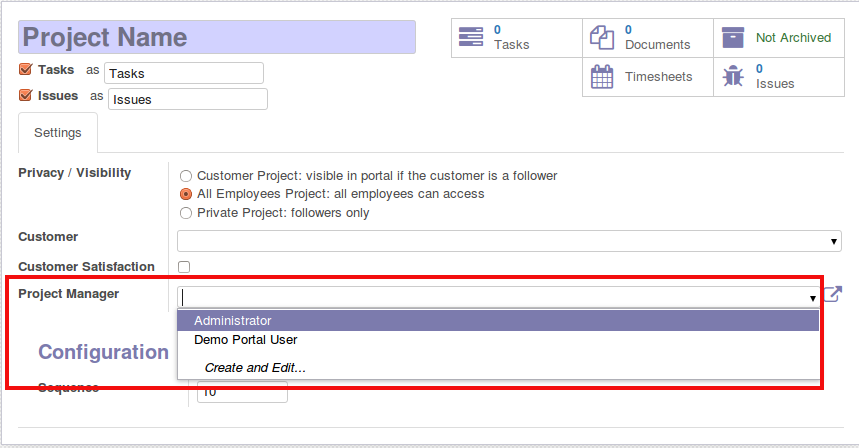 Project Name
0
Tasks
0
Documents
Not Archived
Timesheets
0
Issues
Tasks as Tasks
Issues as Issues
Settings
Privacy / Visibility
Customer Project: visible in portal if the customer is a follower
All Employees Project: all employees can access
Private Project: followers only
Customer
Customer Satisfaction
Project Manager
Administrator
Demo Portal User
Create and Edit...
Configuration
Sequence 10